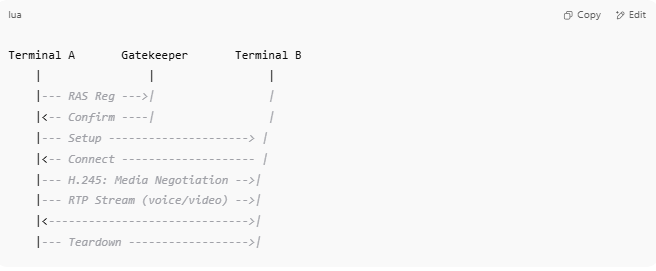 lua Copy Edit
Terminal A       Gatekeeper       Terminal B
    |                |                 |
    |--- RAS Reg --->|                 |
    |<-- Confirm ----|                 |
    |--- Setup ---------------------> |
    |<-- Connect -------------------- |
    |--- H.245: Media Negotiation -->|
    |--- RTP Stream (voice/video) -->|
    |<------------------------------>|
    |--- Teardown ------------------>|